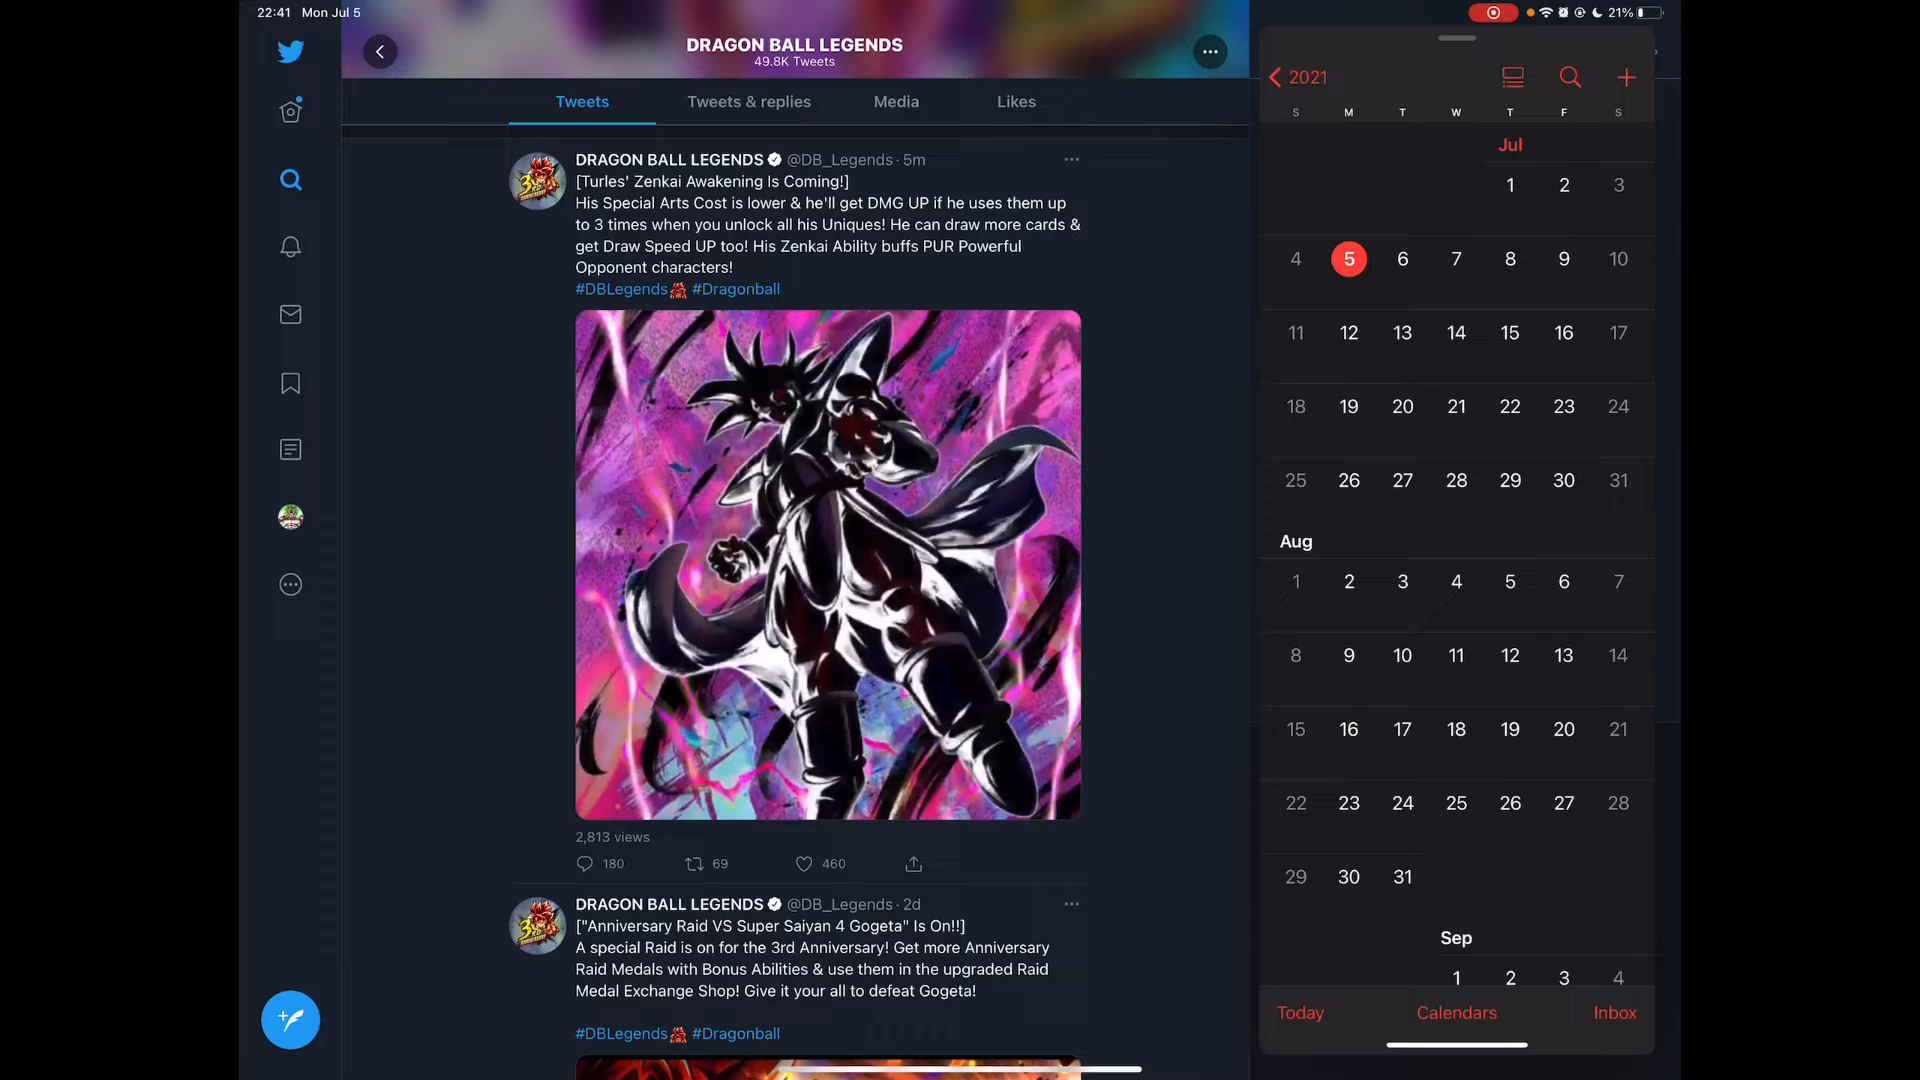 22:41 Mon Jul 5
21%
DRAGON BALL LEGENDS
49.8K Tweets
Tweets
Tweets & replies
Media
Likes
DRAGON BALL LEGENDS @DB_Legends · 5m
[Turles' Zenkai Awakening Is Coming!]
His Special Arts Cost is lower & he'll get DMG UP if he uses them up
to 3 times when you unlock all his Uniques! He can draw more cards &
get Draw Speed UP too! His Zenkai Ability buffs PUR Powerful
Opponent characters!
#DBLegends #Dragonball
2,813 views
180
69
460
DRAGON BALL LEGENDS @DB_Legends · 2d
["Anniversary Raid VS Super Saiyan 4 Gogeta" Is On!!]
A special Raid is on for the 3rd Anniversary! Get more Anniversary
Raid Medals with Bonus Abilities & use them in the upgraded Raid
Medal Exchange Shop! Give it your all to defeat Gogeta!
#DBLegends #Dragonball
2021
S M T W T F S
Jul
1 2 3
4 5 6 7 8 9 10
11 12 13 14 15 16 17
18 19 20 21 22 23 24
25 26 27 28 29 30 31
Aug
1 2 3 4 5 6 7
8 9 10 11 12 13 14
15 16 17 18 19 20 21
22 23 24 25 26 27 28
29 30 31
Sep
1 2 3 4
Today
Calendars
Inbox